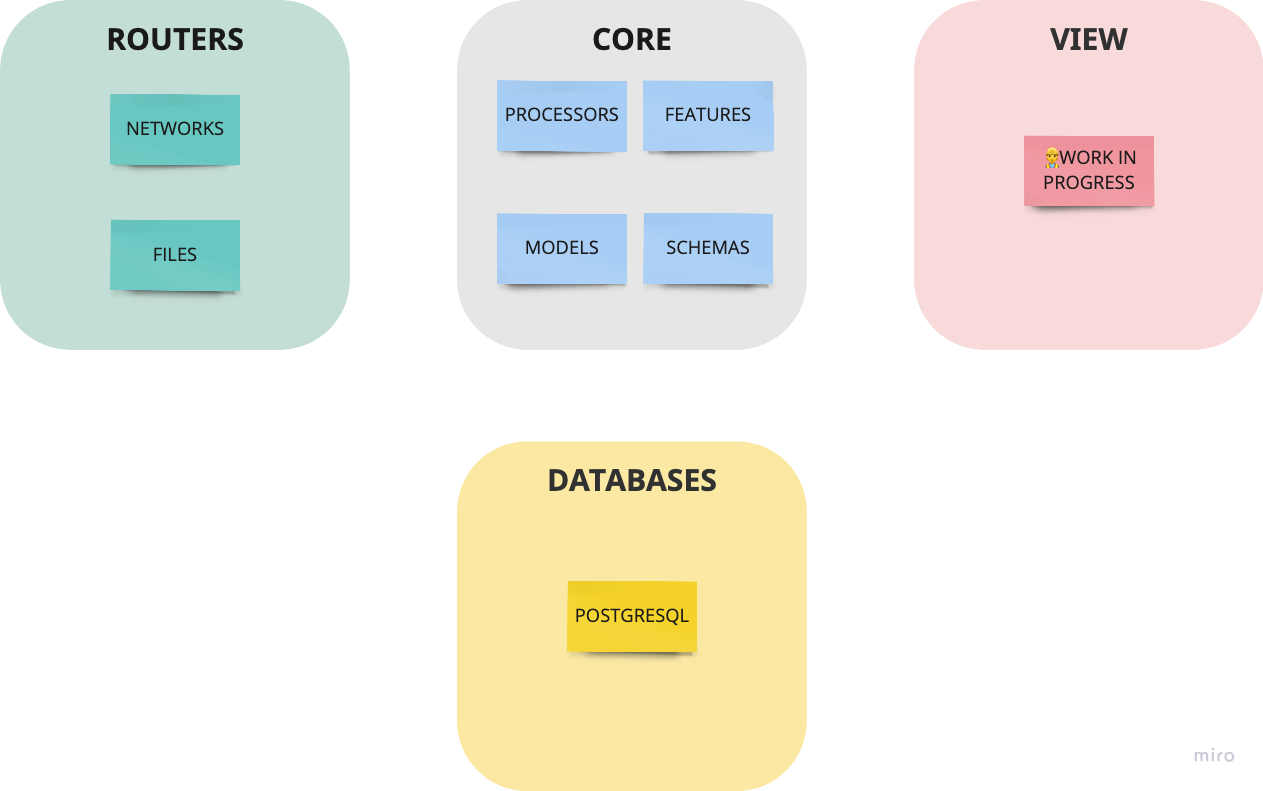 ROUTERS
NETWORKS
FILES
CORE
PROCESSORS
FEATURES
MODELS
SCHEMAS
VIEW
👷WORK IN
PROGRESS
DATABASES
POSTGRESQL
miro